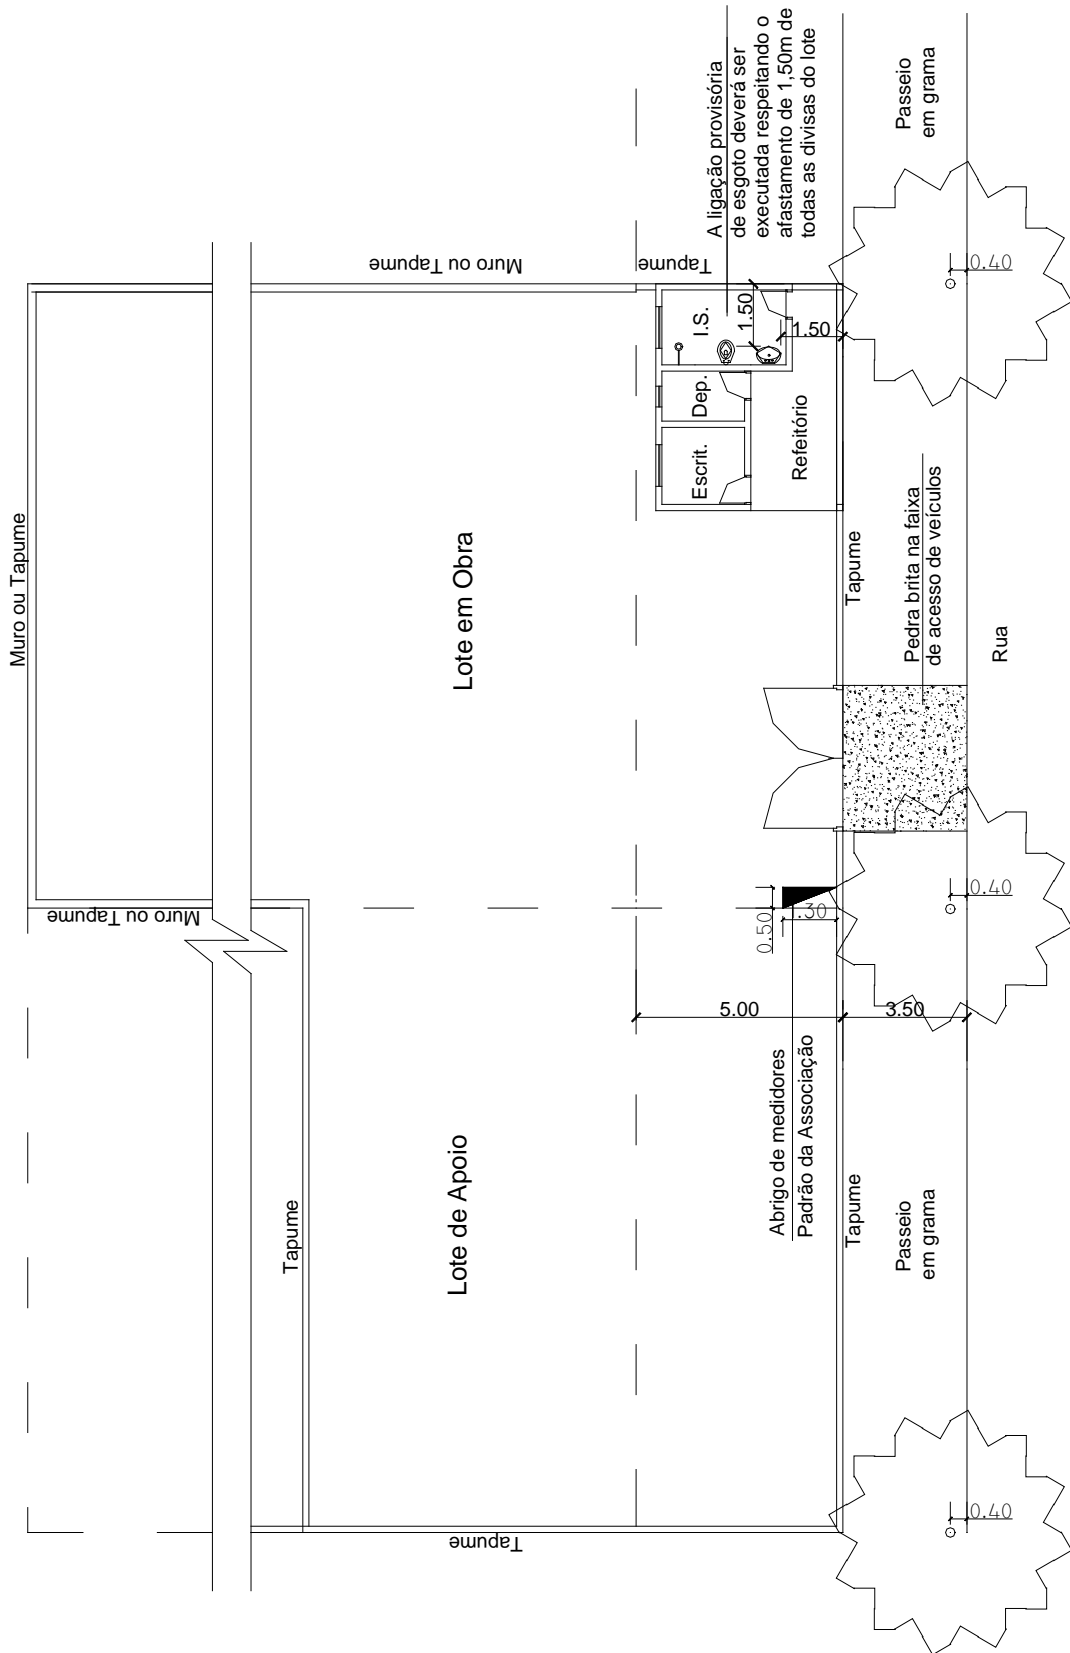 Muro ou Tapume
Muro ou Tapume
Muro ou Tapume
Tapume
A ligação provisória
de esgoto deverá ser
executada respeitando o
afastamento de 1,50m de
todas as divisas do lote
I.S.
1.50
1.50
Dep.
Escrit.
Refeitório
Lote em Obra
Lote de Apoio
Tapume
Tapume
Tapume
Tapume
Passeio
em grama
Pedra brita na faixa
de acesso de veículos
Rua
0.50
.30
5.00
3.50
Abrigo de medidores
Padrão da Associação
Passeio
em grama
0.40
0.40
0.40